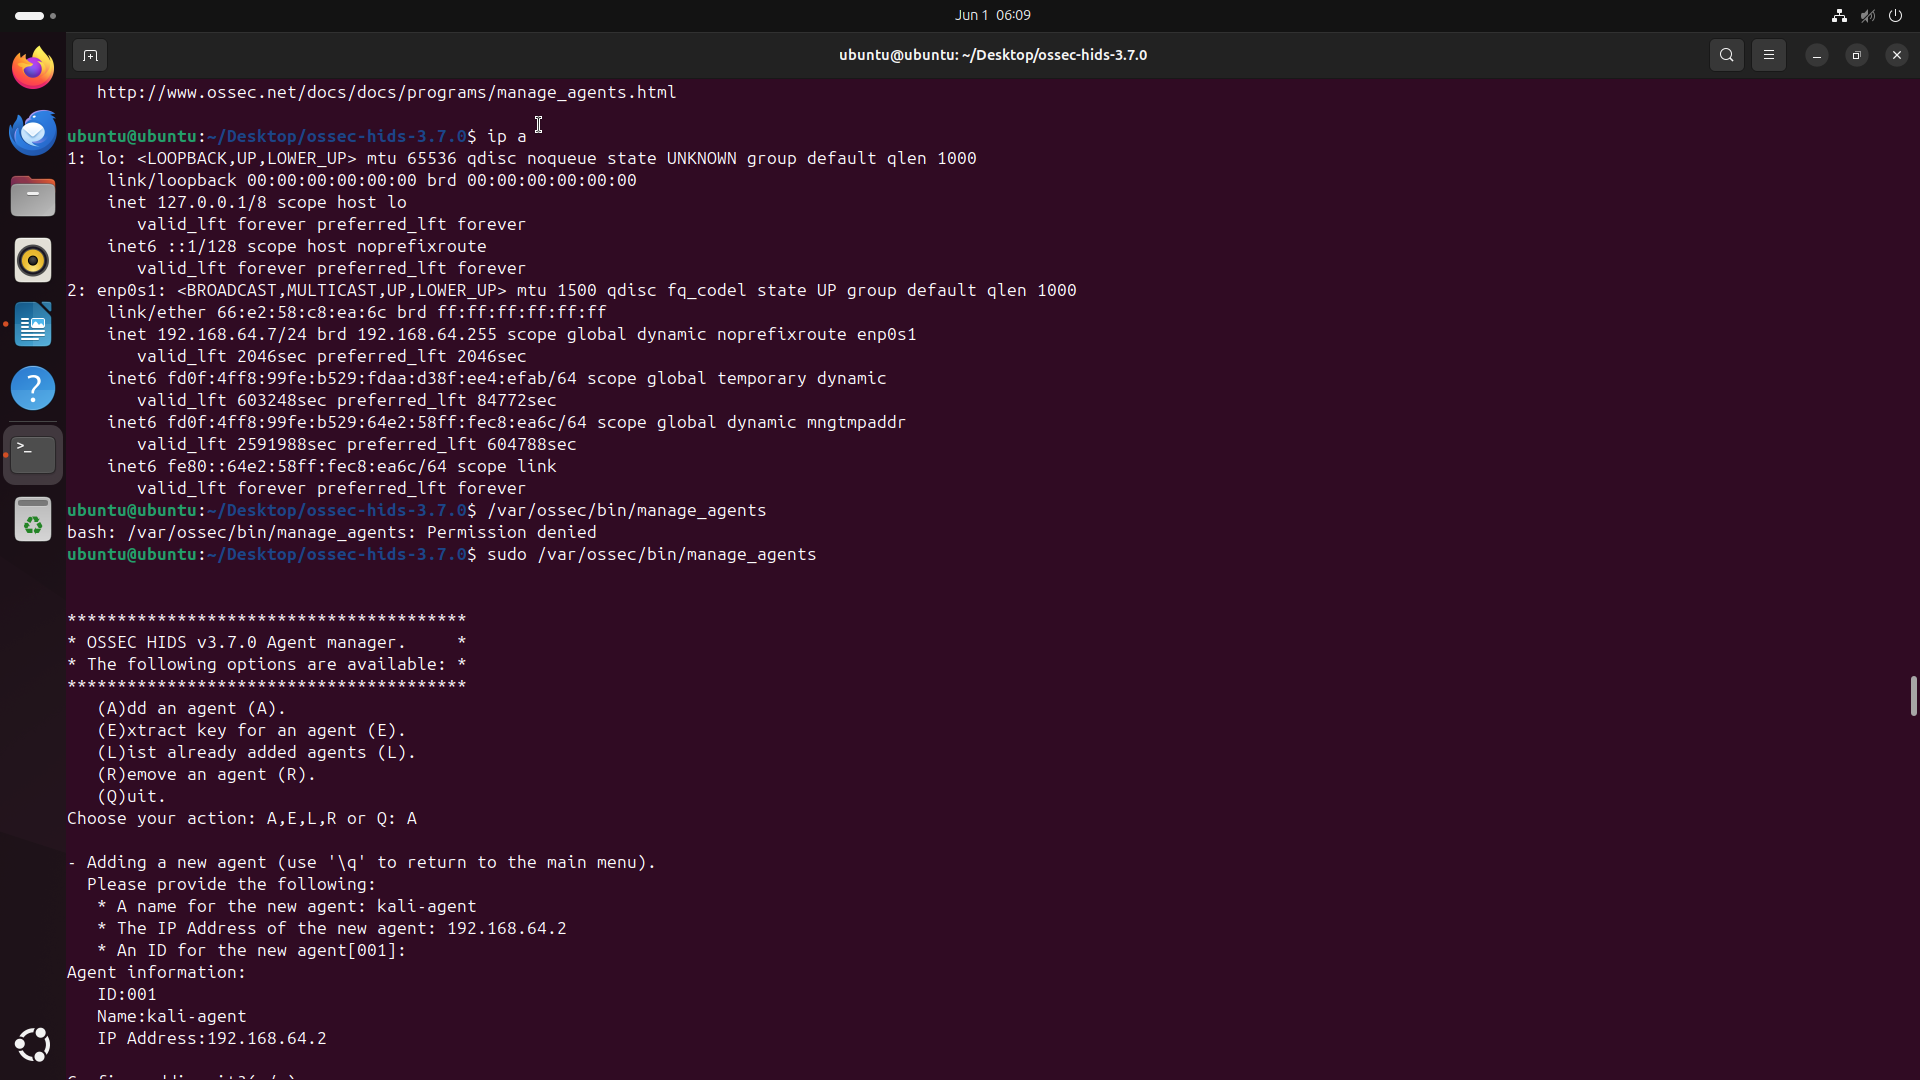 Jun 1 06:09
ubuntu@ubuntu: ~/Desktop/ossec-hids-3.7.0
http://www.ossec.net/docs/docs/programs/manage_agents.html
ubuntu@ubuntu:~/Desktop/ossec-hids-3.7.0$ ip a
1: lo: <LOOPBACK,UP,LOWER_UP> mtu 65536 qdisc noqueue state UNKNOWN group default qlen 1000
link/loopback 00:00:00:00:00:00 brd 00:00:00:00:00:00
inet 127.0.0.1/8 scope host lo
valid_lft forever preferred_lft forever
inet6 ::1/128 scope host noprefixroute
valid_lft forever preferred_lft forever
2: enp0s1: <BROADCAST,MULTICAST,UP,LOWER_UP> mtu 1500 qdisc fq_codel state UP group default qlen 1000
link/ether 66:e2:58:c8:ea:6c brd ff:ff:ff:ff:ff:ff
inet 192.168.64.7/24 brd 192.168.64.255 scope global dynamic noprefixroute enp0s1
valid_lft 2046sec preferred_lft 2046sec
inet6 fd0f:4ff8:99fe:b529:fdaa:d38f:ee4:efab/64 scope global temporary dynamic
valid_lft 603248sec preferred_lft 84772sec
inet6 fd0f:4ff8:99fe:b529:64e2:58ff:fec8:ea6c/64 scope global dynamic mngtmpaddr
valid_lft 2591988sec preferred_lft 604788sec
inet6 fe80::64e2:58ff:fec8:ea6c/64 scope link
valid_lft forever preferred_lft forever
ubuntu@ubuntu:~/Desktop/ossec-hids-3.7.0$ /var/ossec/bin/manage_agents
bash: /var/ossec/bin/manage_agents: Permission denied
ubuntu@ubuntu:~/Desktop/ossec-hids-3.7.0$ sudo /var/ossec/bin/manage_agents
****************************************
* OSSEC HIDS v3.7.0 Agent manager.     *
* The following options are available: *
****************************************
(A)dd an agent (A).
(E)xtract key for an agent (E).
(L)ist already added agents (L).
(R)emove an agent (R).
(Q)uit.
Choose your action: A,E,L,R or Q: A
- Adding a new agent (use '\q' to return to the main menu).
Please provide the following:
* A name for the new agent: kali-agent
* The IP Address of the new agent: 192.168.64.2
* An ID for the new agent[001]:
Agent information:
ID:001
Name:kali-agent
IP Address:192.168.64.2